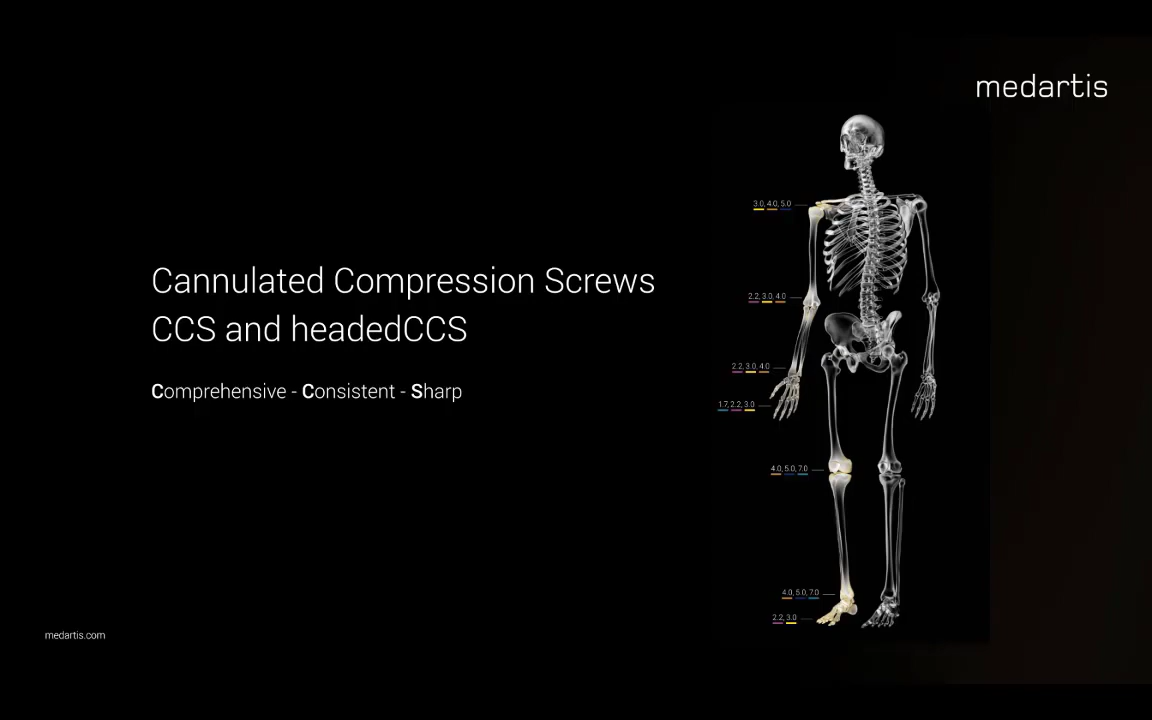 medartis
3.0, 4.0, 5.0
Cannulated Compression Screws
CCS and headedCCS
2.2, 3.0, 4.0
2.2, 3.0, 4.0
Comprehensive - Consistent - Sharp
1.7, 2.2, 3.0
4.0, 5.0, 7.0
4.0, 5.0, 7.0
2.2, 3.0
medartis.com